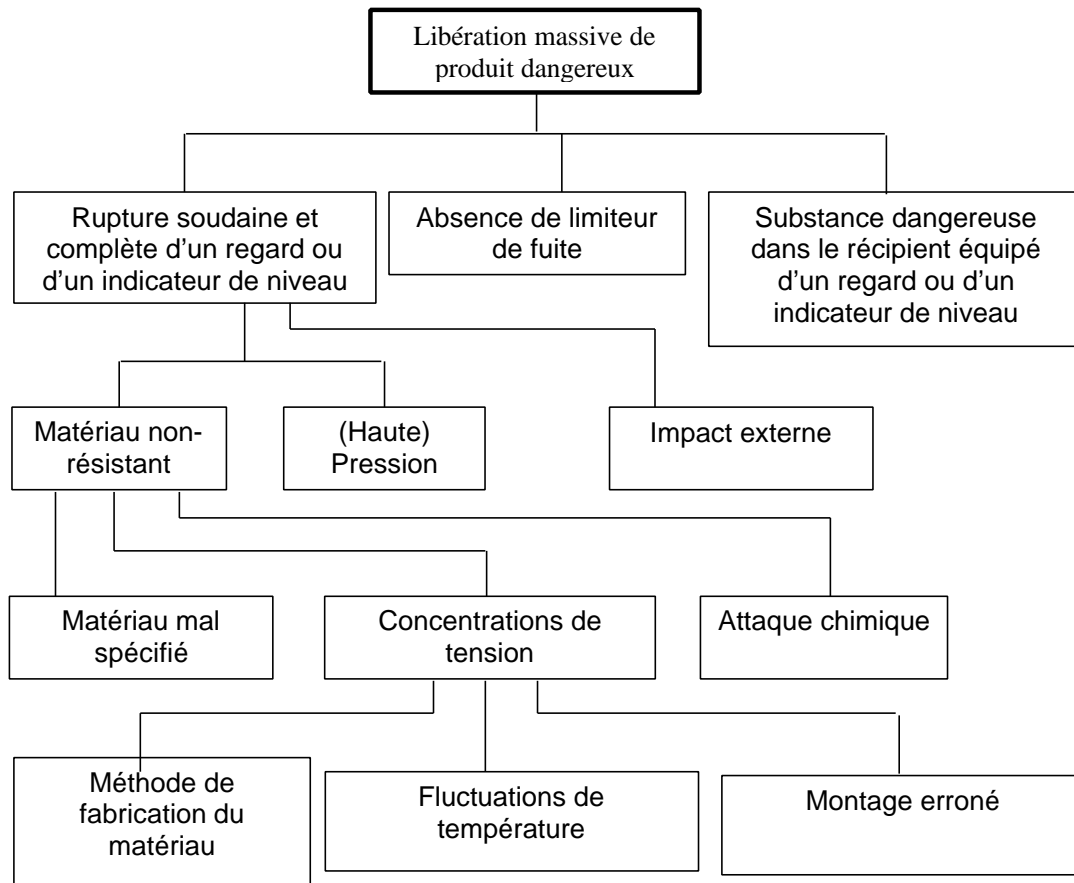 Libération massive de
produit dangereux
Rupture soudaine et
complète d’un regard ou
d’un indicateur de niveau
Absence de limiteur
de fuite
Substance dangereuse
dans le récipient équipé
d’un regard ou d’un
indicateur de niveau
Matériau non-
résistant
(Haute)
Pression
Impact externe
Matériau mal
spécifié
Concentrations de
tension
Attaque chimique
Méthode de
fabrication du
matériau
Fluctuations de
température
Montage erroné